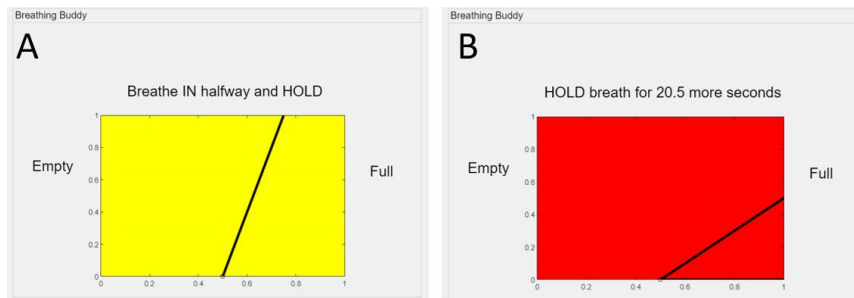 Breathing Buddy
A
Breathe IN halfway and HOLD
1
0.8
0.6
0.4
0.2
0
Empty
Full
0 0.2 0.4 0.6 0.8 1
Breathing Buddy
B
HOLD breath for 20.5 more seconds
1
0.8
0.6
0.4
0.2
0
Empty
Full
0 0.2 0.4 0.6 0.8 1